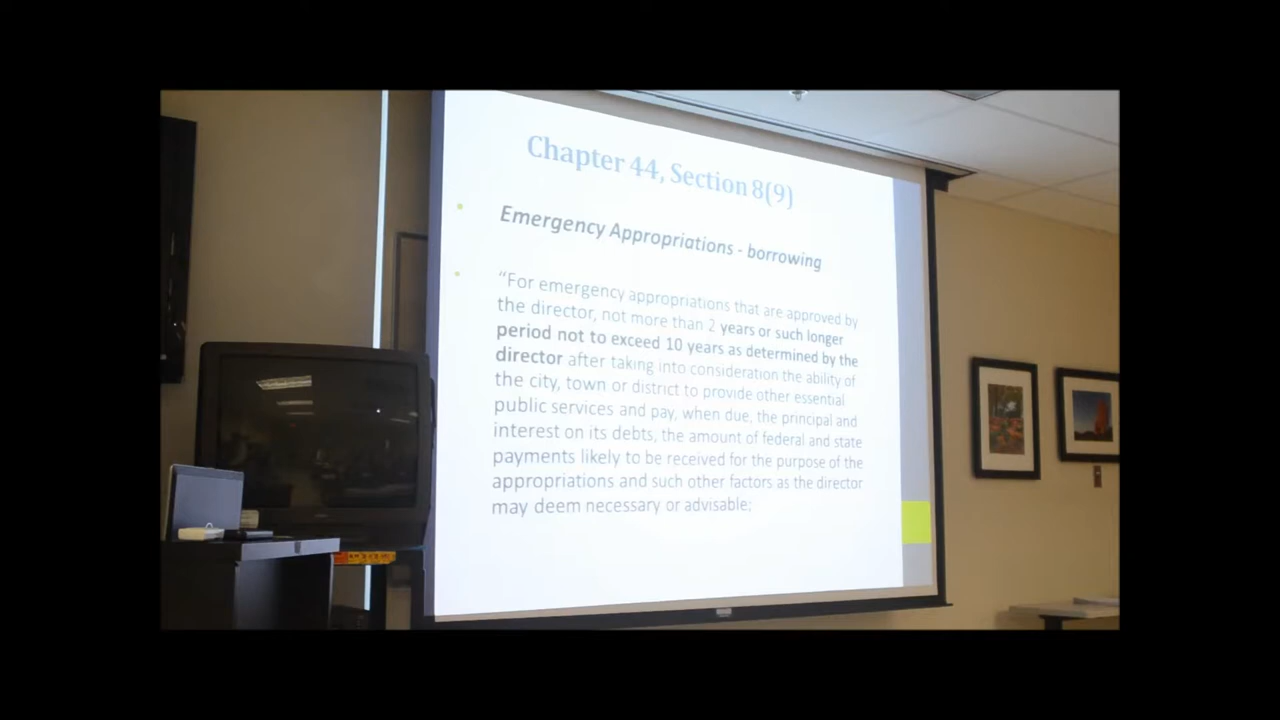 Chapter 44, Section 8(9)
Emergency Appropriations - borrowing
"For emergency appropriations that are approved by
the director, not more than 2 years or such longer
period not to exceed 10 years as determined by the
director after taking into consideration the ability of
the city, town or district to provide other essential
public services and pay, when due, the principal and
interest on its debts, the amount of federal and state
payments likely to be received for the purpose of the
appropriations and such other factors as the director
may deem necessary or advisable;